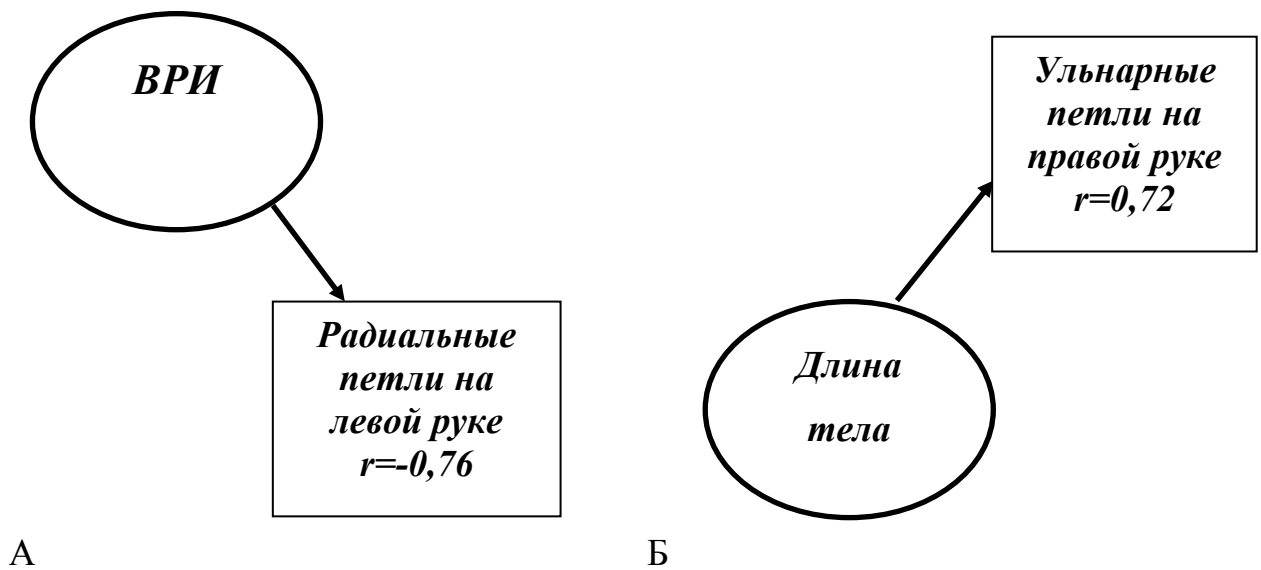 ВРИ
Радиальные
петли на
левой руке
r=-0,76
А
Ульнарные
петли на
правой руке
r=0,72
Длина
тела
Б